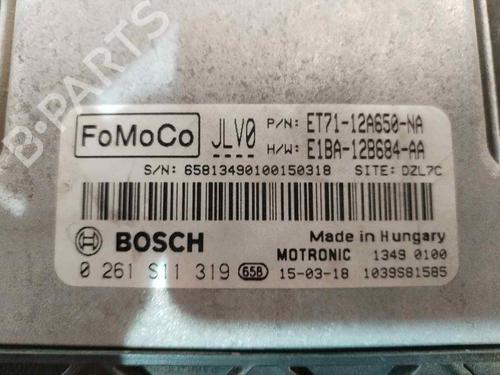 B-PARTS
FoMoCo JLV0 P/N: ET71-12A650-NA
H/W: E1BA-12B684-AA
S/N: 65813490100150318 SITE: DZL7C
BOSCH Made in Hungary
MOTRONIC 1349 0100
0 261 S11 319 65B 15-03-18 1039S81585